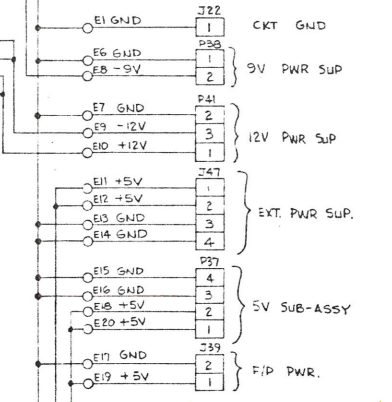 J22
E1 GND 1 CKT GND
P38
E6 GND 1
E8 -9V 2 9V PWR SUP
P41
E7 GND 2
E9 -12V 3 12V PWR SUP
E10 +12V 1
J47
E11 +5V 1
E12 +5V 2
E13 GND 3 EXT. PWR SUP.
E14 GND 4
P37
E15 GND 4
E16 GND 3
E18 +5V 2 5V SUB-ASSY
E20 +5V 1
J39
E17 GND 2
E19 +5V 1 F/P PWR.